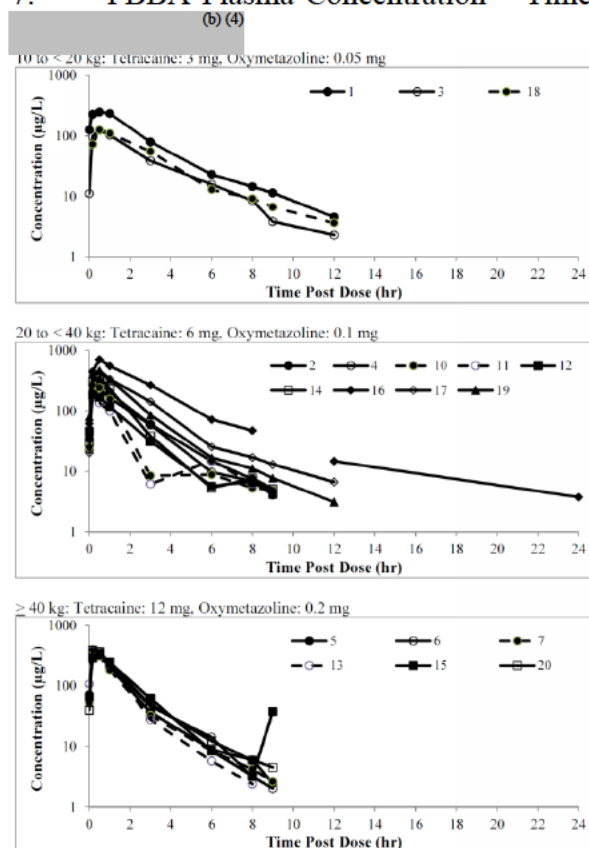 (b) (4)
10 to < 20 kg: Tetracaine: 3 mg, Oxymetazoline: 0.05 mg
1000
100
10
1
Concentration (µg/L)
1 3 18
0 2 4 6 8 10 12 14 16 18 20 22 24
Time Post Dose (hr)
20 to < 40 kg: Tetracaine: 6 mg, Oxymetazoline: 0.1 mg
1000
100
10
1
Concentration (µg/L)
2 4 10 11 12
14 16 17 19
0 2 4 6 8 10 12 14 16 18 20 22 24
Time Post Dose (hr)
≥ 40 kg: Tetracaine: 12 mg, Oxymetazoline: 0.2 mg
1000
100
10
1
Concentration (µg/L)
5 6 7
13 15 20
0 2 4 6 8 10 12 14 16 18 20 22 24
Time Post Dose (hr)